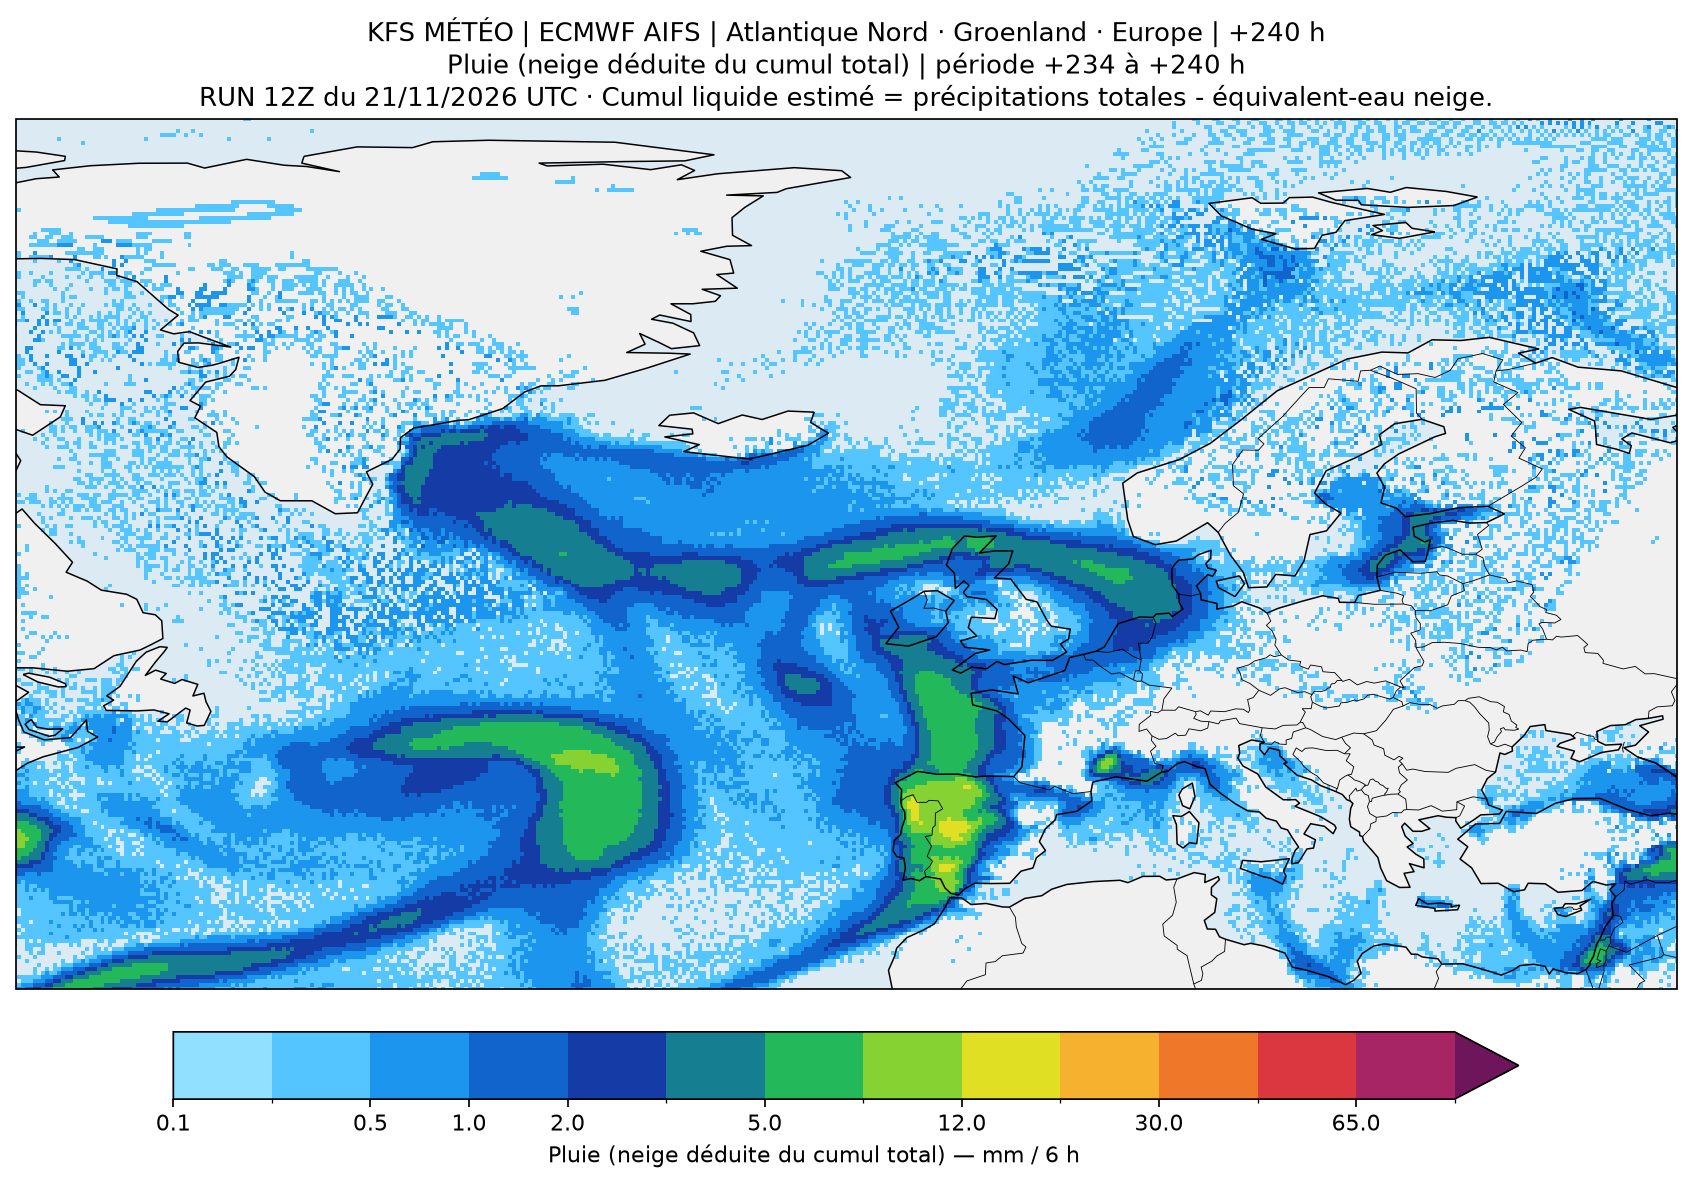 KFS MÉTÉO | ECMWF AIFS | Atlantique Nord · Groenland · Europe | +240 h
Pluie (neige déduite du cumul total) | période +234 à +240 h
RUN 12Z du 21/11/2026 UTC · Cumul liquide estimé = précipitations totales - équivalent-eau neige.
0.1 0.5 1.0 2.0 5.0 12.0 30.0 65.0
Pluie (neige déduite du cumul total) — mm / 6 h